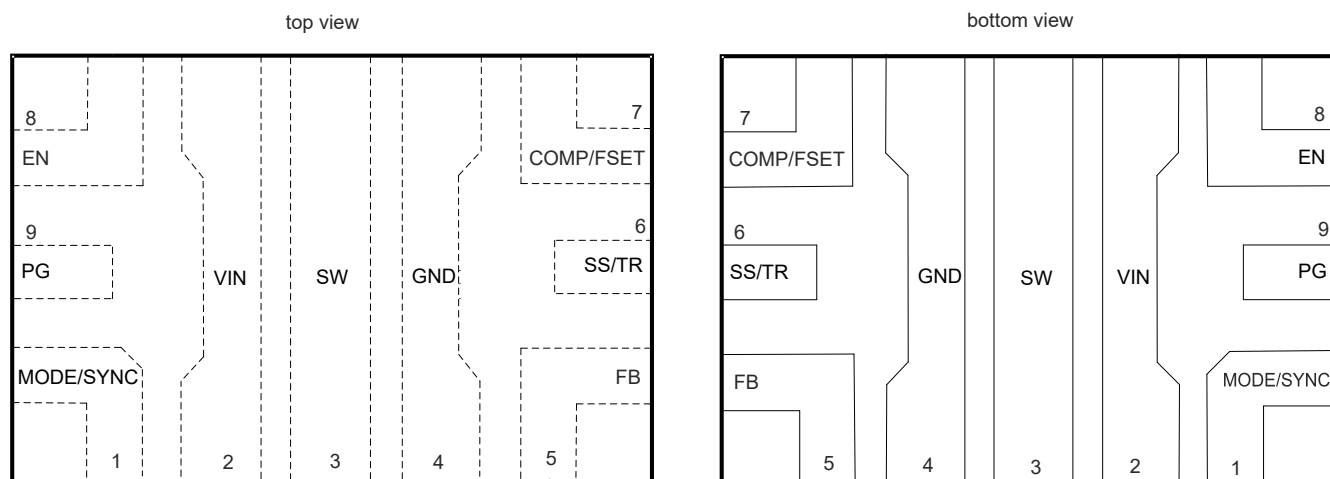 top view
8
EN
7
COMP/FSET
9
PG
VIN
SW
GND
6
SS/TR
MODE/SYNC
FB
1
2
3
4
5
bottom view
7
COMP/FSET
8
EN
6
SS/TR
GND
SW
VIN
9
PG
FB
MODE/SYNC
5
4
3
2
1